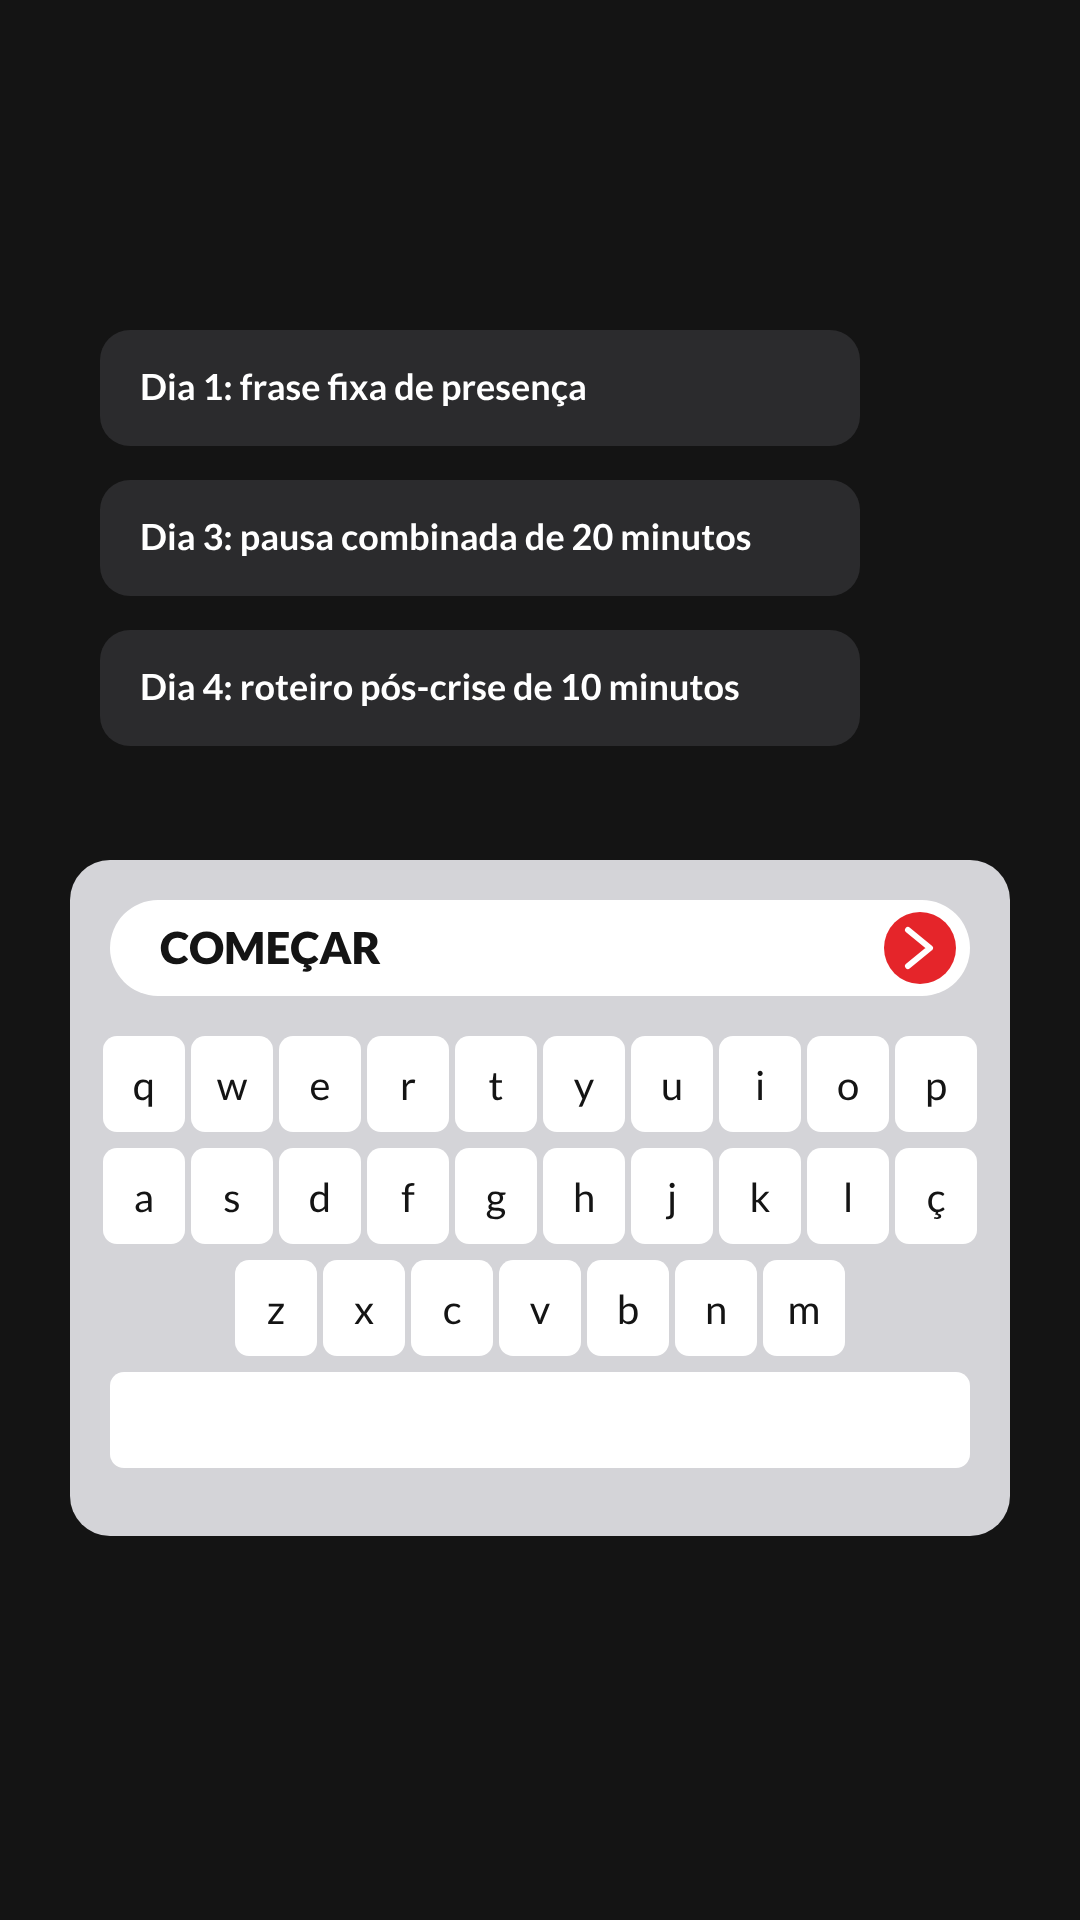 Dia 1: frase fixa de presença
Dia 3: pausa combinada de 20 minutos
Dia 4: roteiro pós-crise de 10 minutos
COMEÇAR
q w e r t y u i o p
a s d f g h j k l ç
z x c v b n m